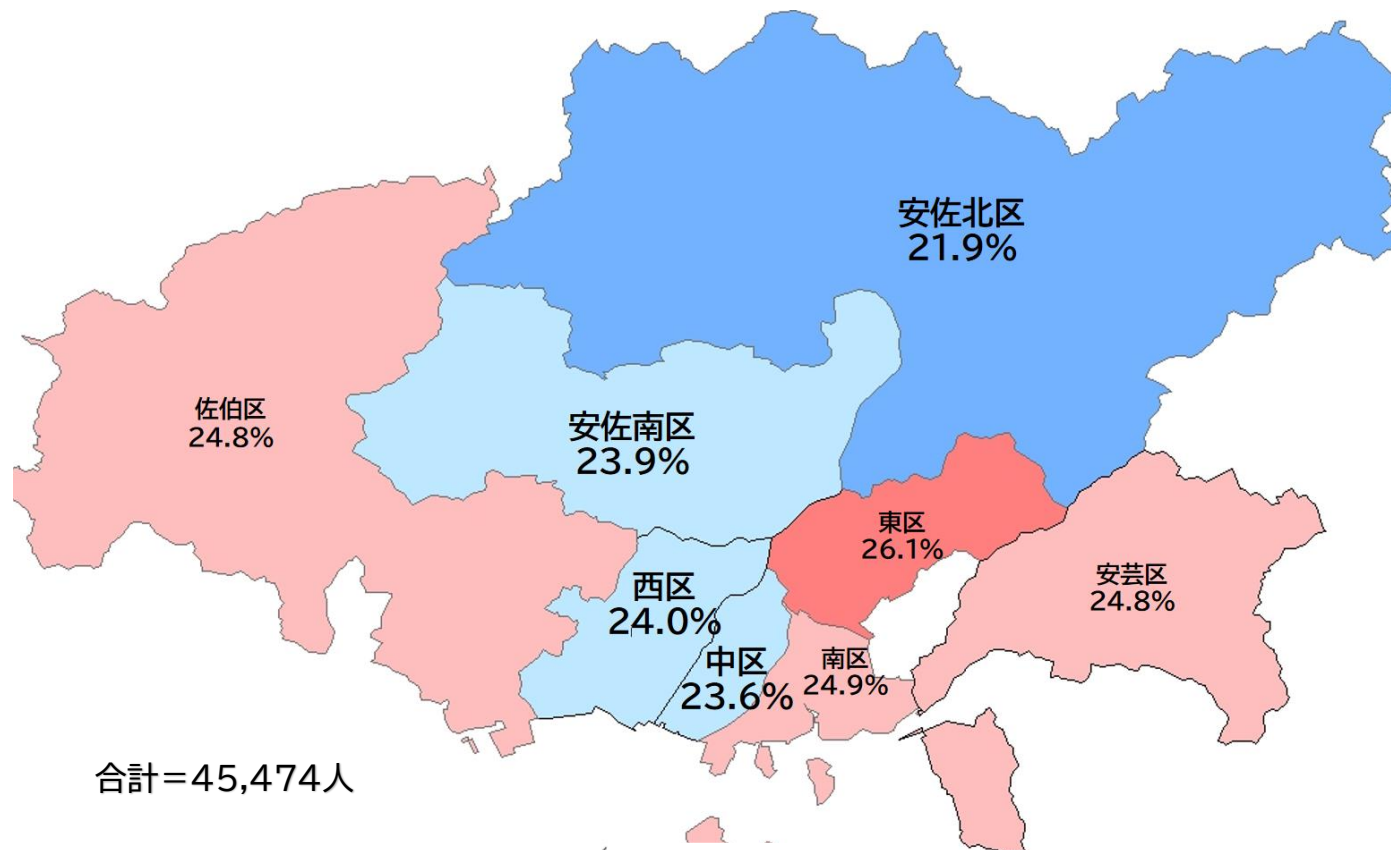 安佐北区
21.9%
佐伯区
24.8%
安佐南区
23.9%
東区
26.1%
安芸区
24.8%
西区
24.0%
中区
23.6%
南区
24.9%
合計＝45,474人